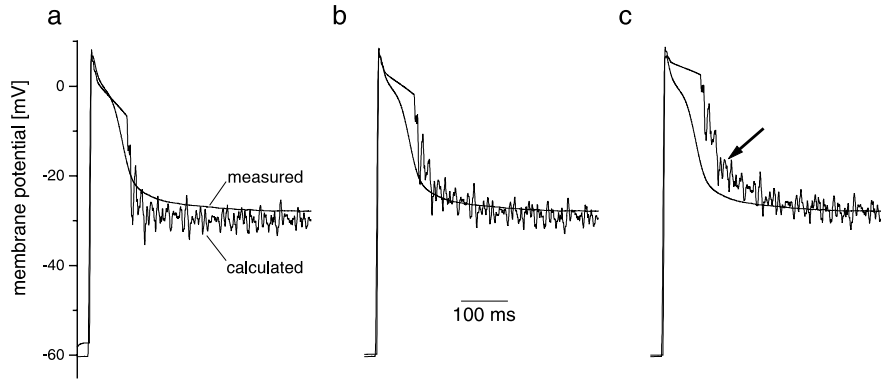 a
b
c
membrane potential [mV]
0
-20
-40
-60
measured
calculated
100 ms